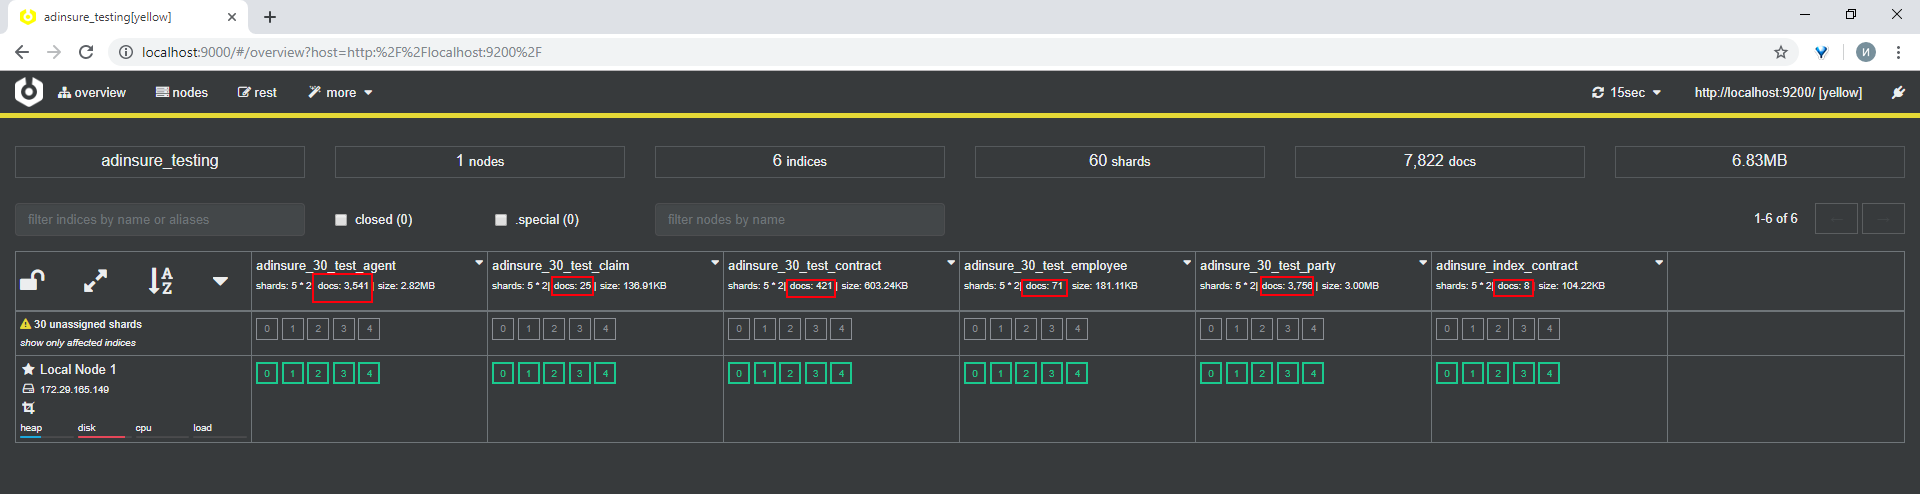 adinsure_testing[yellow]
localhost:9000/#/overview?host=http:%2F%2Flocalhost:9200%2F
И
overview nodes rest more 15sec http://localhost:9200/ [yellow]
adinsure_testing 1 nodes 6 indices 60 shards 7,822 docs 6.83MB
filter indices by name or aliases closed (0) .special (0) filter nodes by name 1-6 of 6
A
Z
adinsure_30_test_agent
shards: 5 * 2| docs: 3,541 | size: 2.82MB
adinsure_30_test_claim
shards: 5 * 2| docs: 25 | size: 136.91KB
adinsure_30_test_contract
shards: 5 * 2| docs: 421 | size: 603.24KB
adinsure_30_test_employee
shards: 5 * 2| docs: 71 size: 181.11KB
adinsure_30_test_party
shards: 5 * 2| docs: 3,756 | size: 3.00MB
adinsure_index_contract
shards: 5 * 2| docs: 8 | size: 104.22KB
30 unassigned shards
show only affected indices
0 1 2 3 4 0 1 2 3 4 0 1 2 3 4 0 1 2 3 4 0 1 2 3 4 0 1 2 3 4
Local Node 1
172.29.165.149
heap disk cpu load
0 1 2 3 4 0 1 2 3 4 0 1 2 3 4 0 1 2 3 4 0 1 2 3 4 0 1 2 3 4